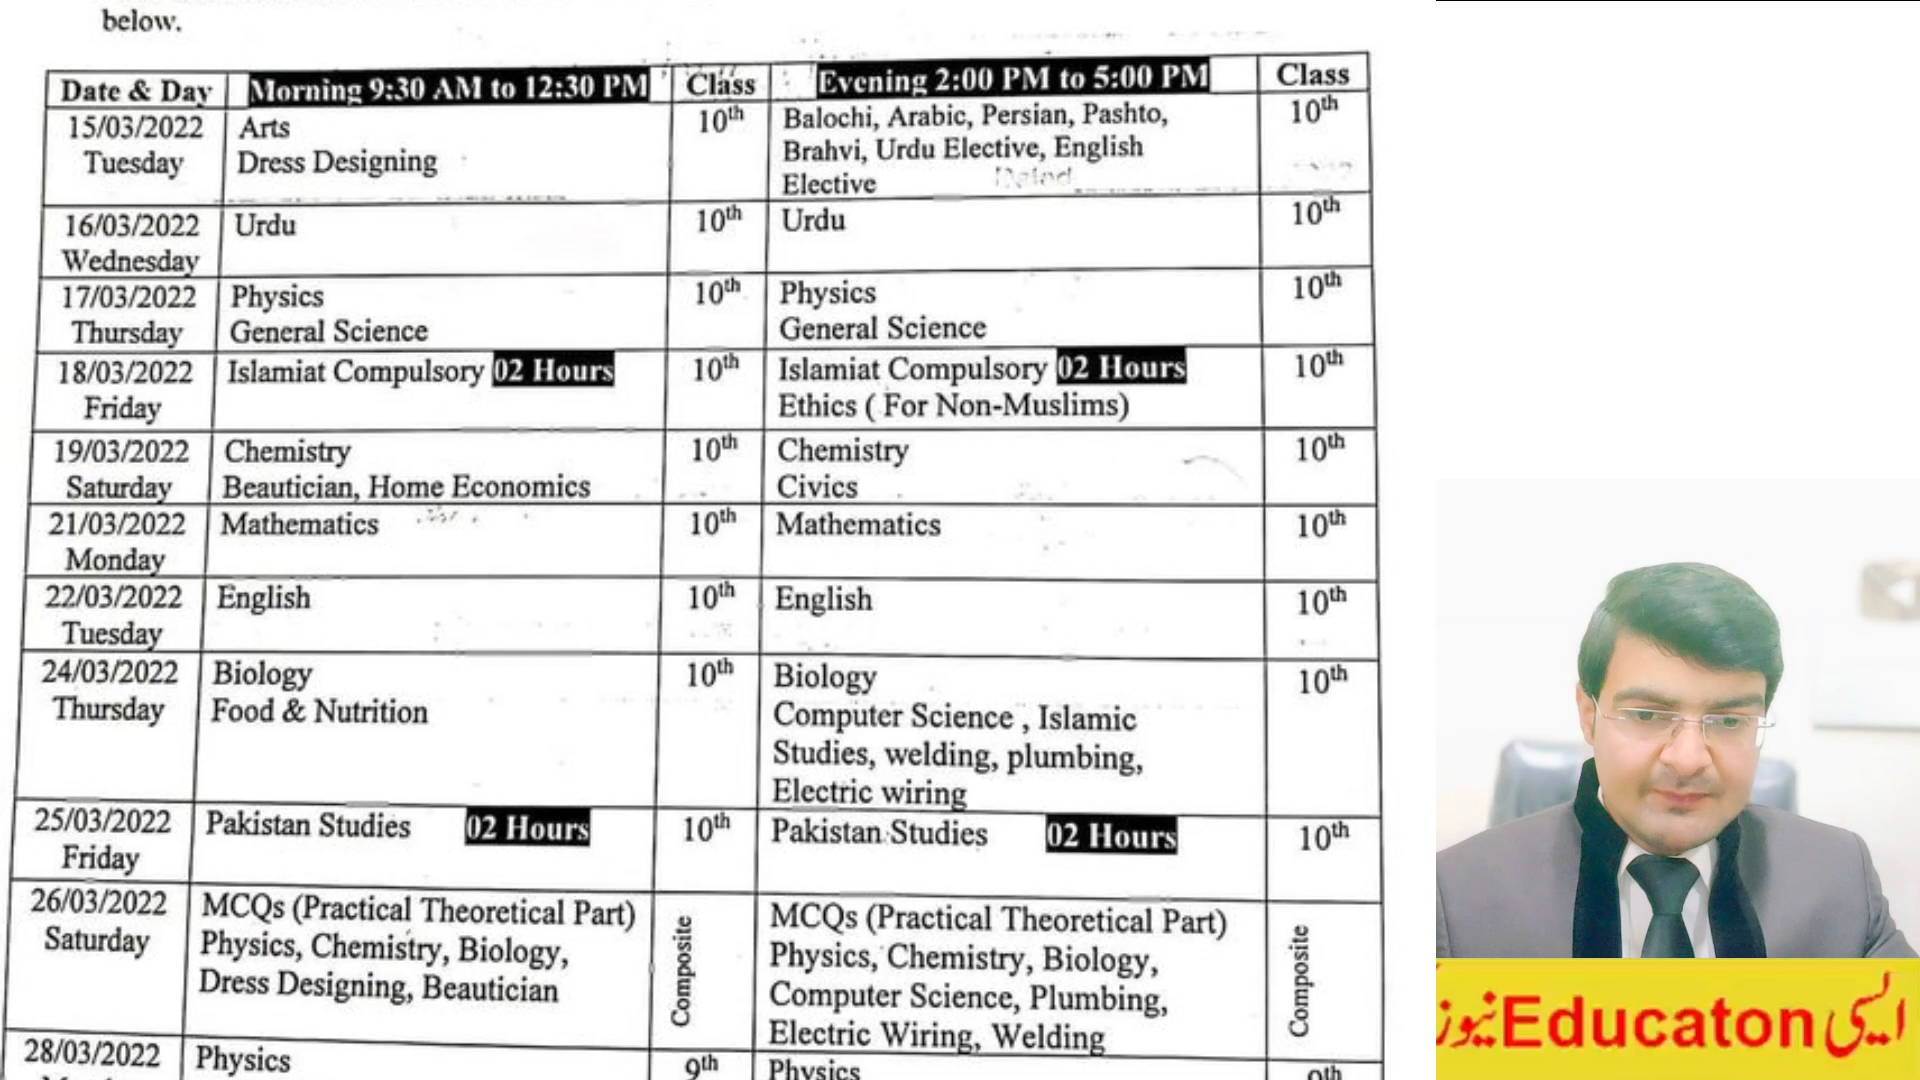 below.
Date & Day Morning 9:30 AM to 12:30 PM Class Evening 2:00 PM to 5:00 PM Class
15/03/2022 Arts 10th Balochi, Arabic, Persian, Pashto, 10th
Tuesday Dress Designing Brahvi, Urdu Elective, English
Elective
16/03/2022 Urdu 10th Urdu 10th
Wednesday
17/03/2022 Physics 10th Physics 10th
Thursday General Science General Science
18/03/2022 Islamiat Compulsory 02 Hours 10th Islamiat Compulsory 02 Hours 10th
Friday Ethics ( For Non-Muslims)
19/03/2022 Chemistry 10th Chemistry 10th
Saturday Beautician, Home Economics Civics
21/03/2022 Mathematics 10th Mathematics 10th
Monday
22/03/2022 English 10th English 10th
Tuesday
24/03/2022 Biology 10th Biology 10th
Thursday Food & Nutrition Computer Science , Islamic
Studies, welding, plumbing,
Electric wiring
25/03/2022 Pakistan Studies 02 Hours 10th Pakistan Studies 02 Hours 10th
Friday
26/03/2022 MCQs (Practical Theoretical Part) Composite MCQs (Practical Theoretical Part) Composite
Saturday Physics, Chemistry, Biology, Physics, Chemistry, Biology,
Dress Designing, Beautician Computer Science, Plumbing,
Electric Wiring, Welding
28/03/2022 Physics 9th Physics 9th
ایسی Educaton نیوز